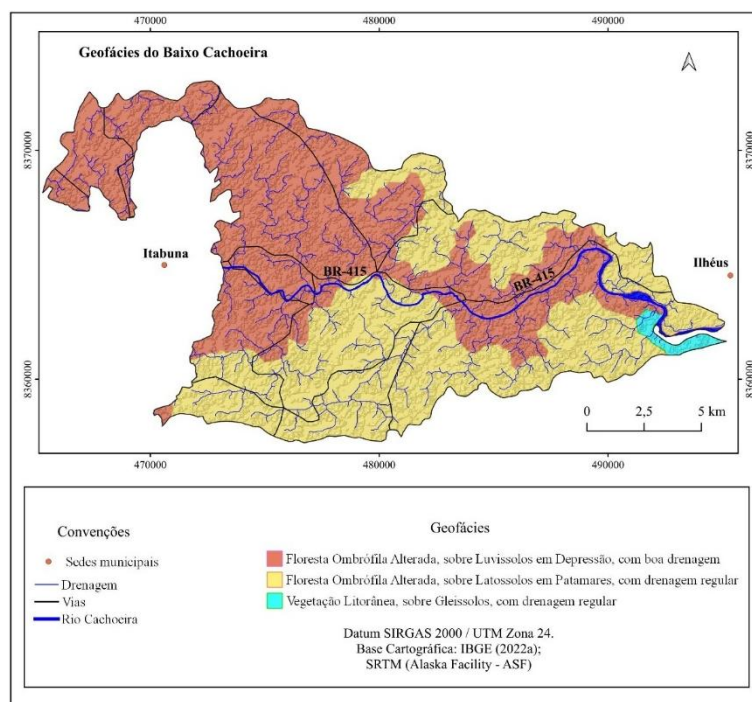 470000
480000
490000
Geofácies do Baixo Cachoeira
8370000
8370000
Itabuna
BR-415
BR-415
Ilhéus
8360000
8360000
0 2,5 5 km
470000
480000
490000
Convenções
Sedes municipais
Drenagem
Vias
Rio Cachoeira
Geofácies
Floresta Ombrófila Alterada, sobre Luvissolos em Depressão, com boa drenagem
Floresta Ombrófila Alterada, sobre Latossolos em Patamares, com drenagem regular
Vegetação Litorânea, sobre Gleissolos, com drenagem regular
Datum SIRGAS 2000 / UTM Zona 24.
Base Cartográfica: IBGE (2022a);
SRTM (Alaska Facility - ASF)